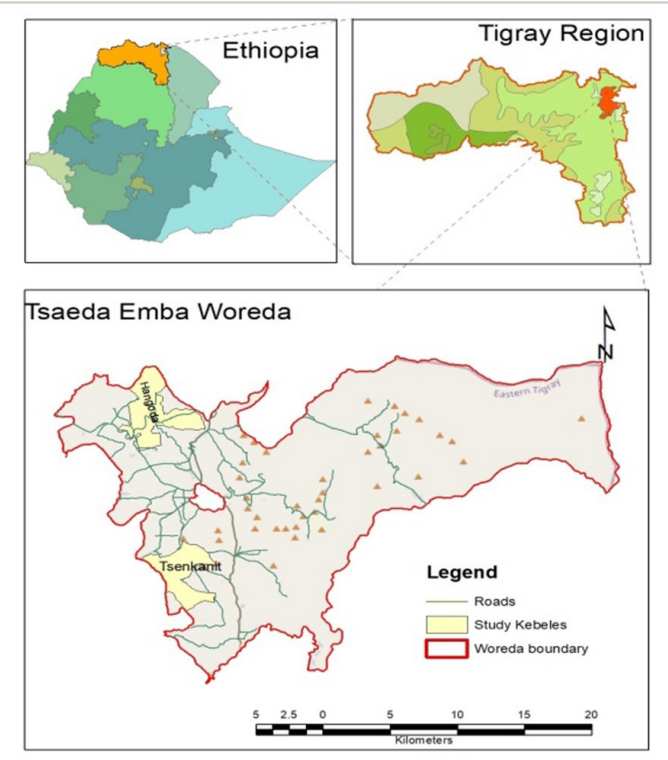 Ethiopia
Tigray Region
Tsaeda Emba Woreda
N
Eastern Tigray
Hangoda
Tsenkanit
Legend
Roads
Study Kebeles
Woreda boundary
5 2.5 0 5 10 15 20
Kilometers